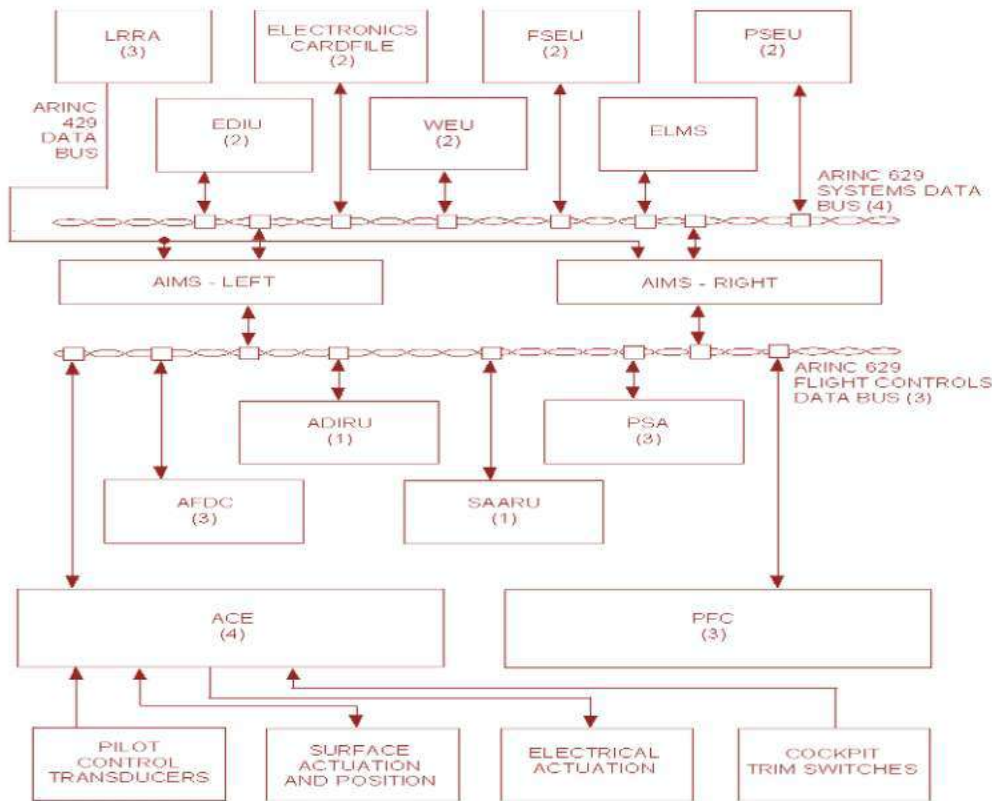 LRRA
(3)
ELECTRONICS
CARDFILE
(2)
FSEU
(2)
PSEU
(2)
ARINC
429
DATA
BUS
EDIU
(2)
WEU
(2)
ELMS
ARINC 629
SYSTEMS DATA
BUS (4)
AIMS - LEFT
AIMS - RIGHT
ARINC 629
FLIGHT CONTROLS
DATA BUS (3)
ADIRU
(1)
PSA
(3)
AFDC
(3)
SAARU
(1)
ACE
(4)
PFC
(3)
PILOT
CONTROL
TRANSDUCERS
SURFACE
ACTUATION
AND POSITION
ELECTRICAL
ACTUATION
COCKPIT
TRIM SWITCHES